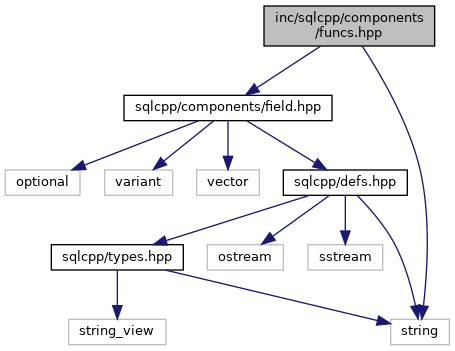 inc/sqlcpp/components
/funcs.hpp
sqlcpp/components/field.hpp
optional
variant
vector
sqlcpp/defs.hpp
sqlcpp/types.hpp
ostream
sstream
string_view
string